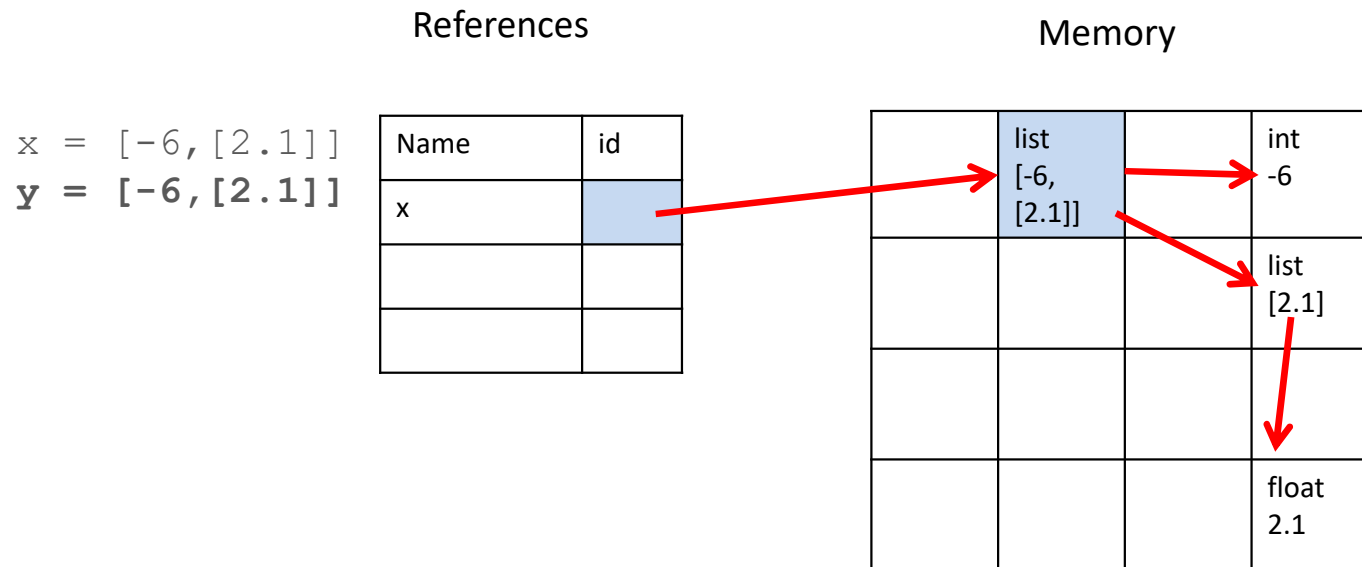 References
Memory
x = [-6,[2.1]]
y = [-6,[2.1]]
Name id
x
list
[-6,
[2.1]]
int
-6
list
[2.1]
float
2.1